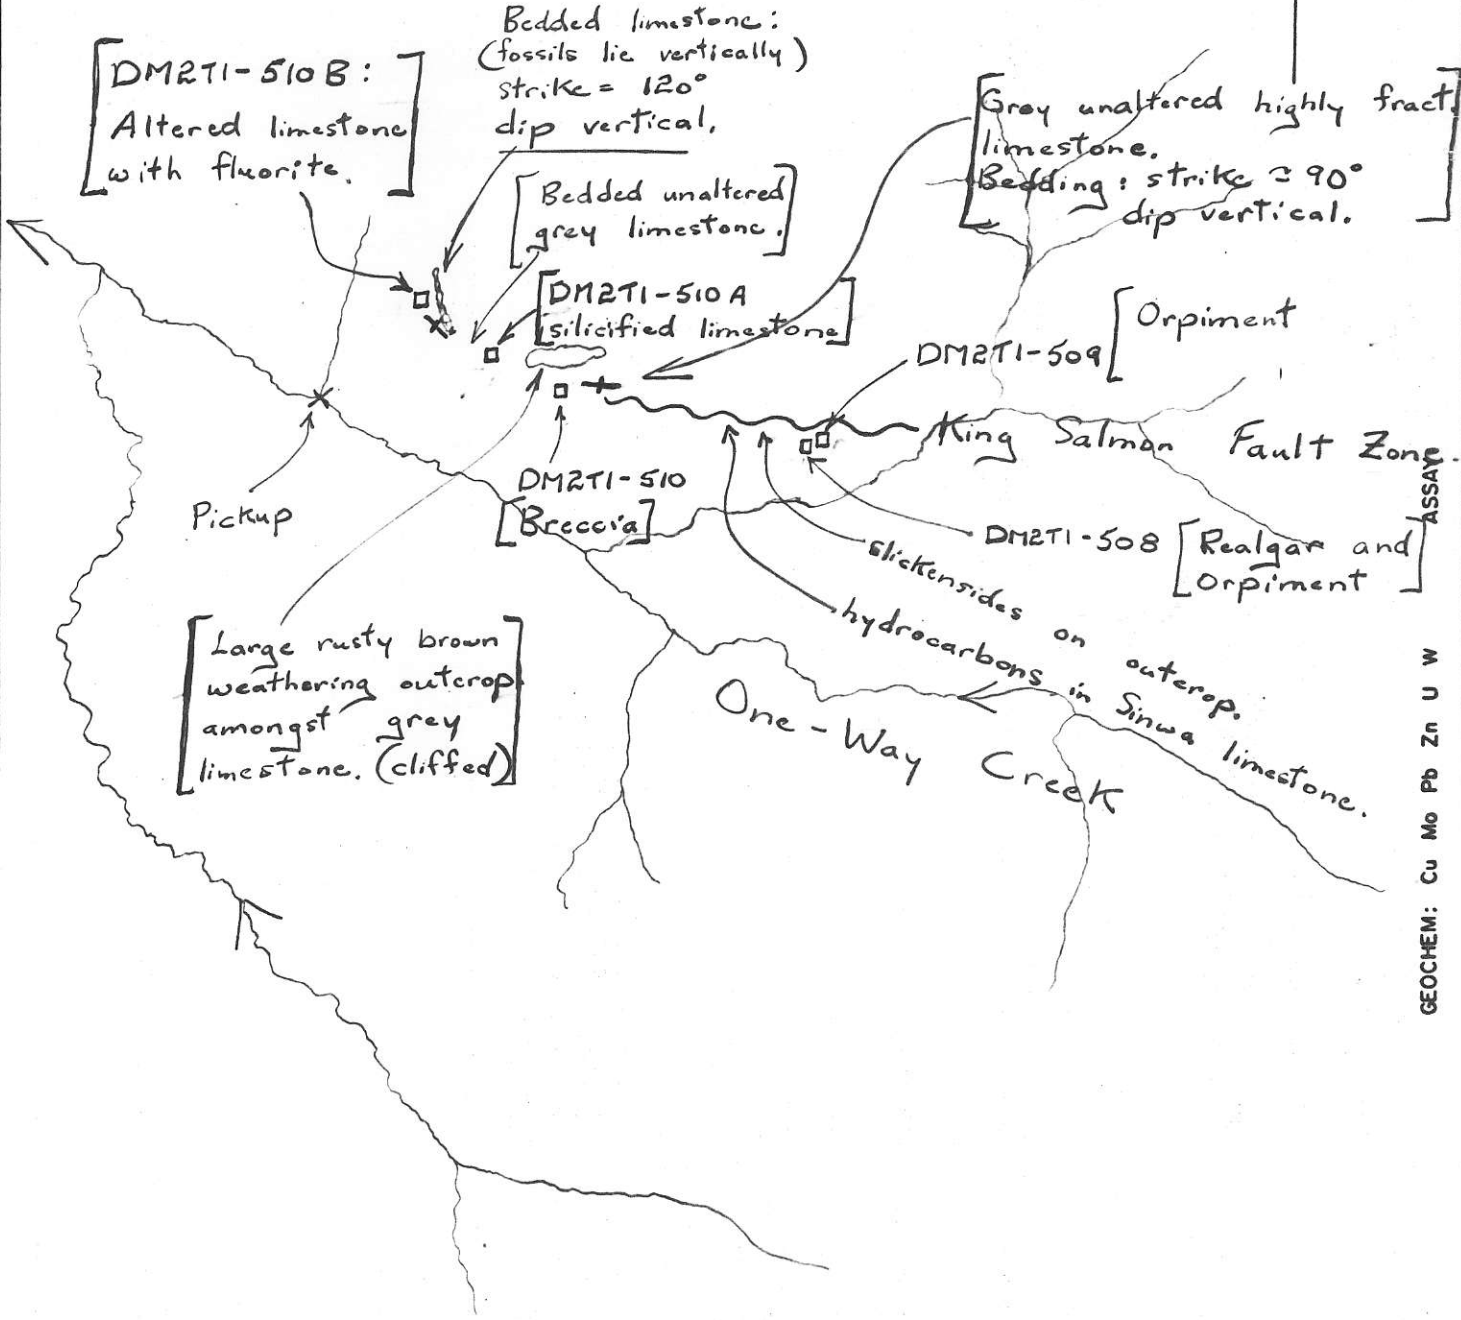 Bedded limestone:
(fossils lie vertically)
strike = 120°
dip vertical.
DM2T1-510B:
Altered limestone
with fluorite.
Grey unaltered highly fract.
limestone.
Bedding: strike ≃ 90°
dip vertical.
Bedded unaltered
grey limestone.
DM2T1-510A
silicified limestone
Orpiment
DM2T1-509
King Salmon Fault Zone.
DM2T1-510
Breccia
Pickup
DM2T1-508
Realgar and
Orpiment
slickensides on outcrop.
hydrocarbons in Sinwa limestone.
Large rusty brown
weathering outcrop
amongst grey
limestone. (cliffed)
One-Way Creek
ASSAY
GEOCHEM: Cu Mo Pb Zn U W